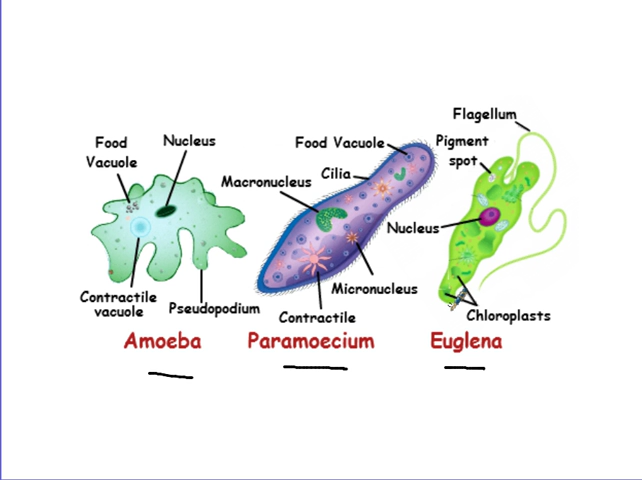 Food
Vacuole
Nucleus
Contractile
vacuole
Pseudopodium
Amoeba
Food Vacuole
Cilia
Macronucleus
Micronucleus
Contractile
Paramoecium
Flagellum
Pigment
spot
Nucleus
Chloroplasts
Euglena